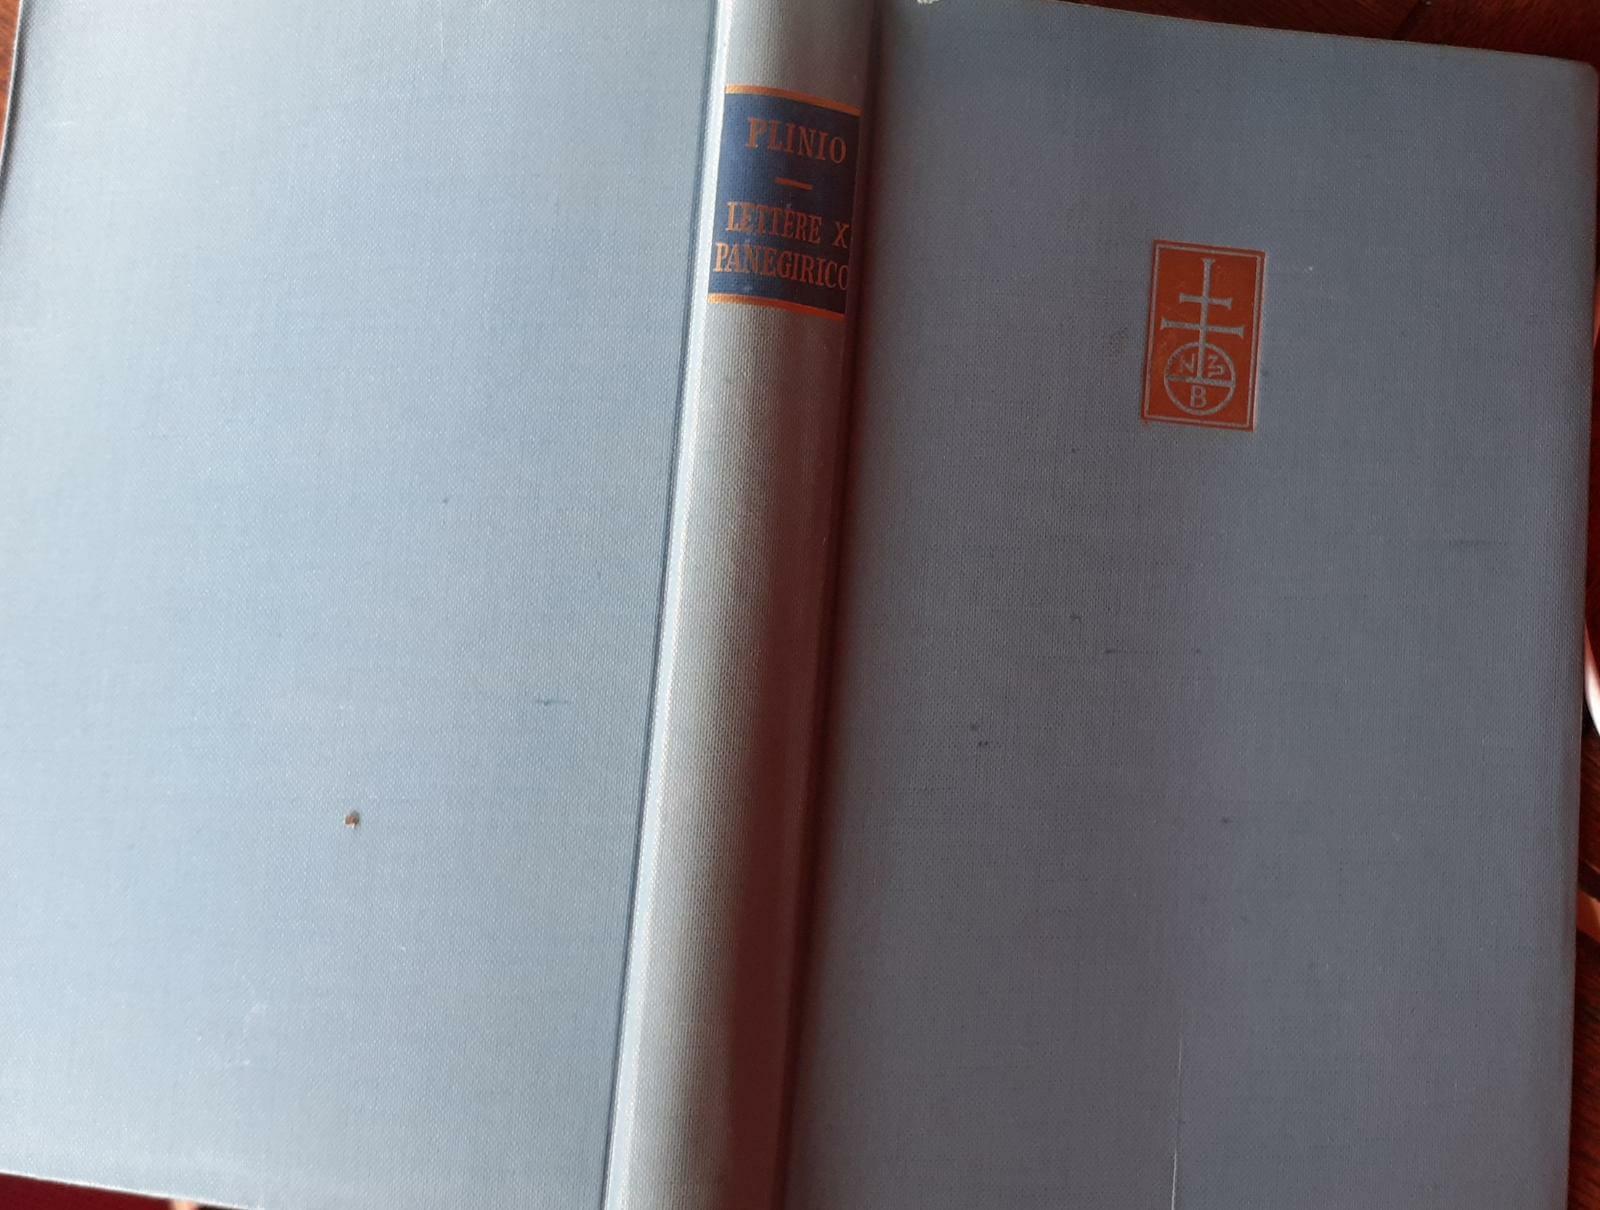 PLINIO
LETTERE X
PANEGIRICO
N Z
B